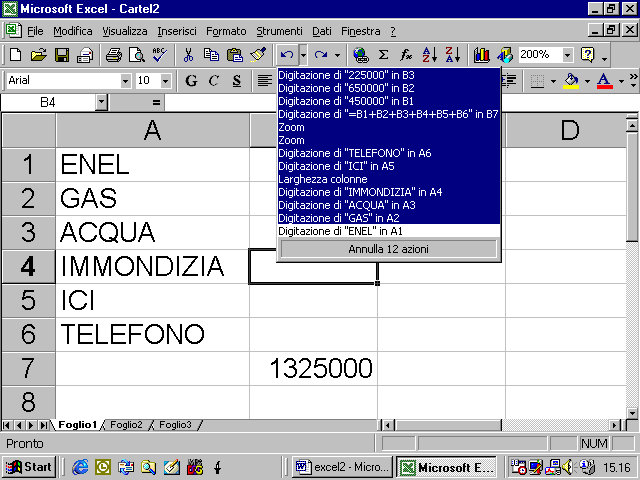 Microsoft Excel - Cartel2
File Modifica Visualizza Inserisci Formato Strumenti Dati Finestra ?
200%
Arial 10 G C S
B4 =
Digitazione di "225000" in B3
Digitazione di "650000" in B2
Digitazione di "450000" in B1
Digitazione di "=B1+B2+B3+B4+B5+B6" in B7
Zoom
Zoom
Digitazione di "TELEFONO" in A6
Digitazione di "ICI" in A5
Larghezza colonne
Digitazione di "IMMONDIZIA" in A4
Digitazione di "ACQUA" in A3
Digitazione di "GAS" in A2
Digitazione di "ENEL" in A1
Annulla 12 azioni
A D
1 ENEL
2 GAS
3 ACQUA
4 IMMONDIZIA
5 ICI
6 TELEFONO
7 1325000
8
Foglio1 Foglio2 Foglio3
Pronto NUM
Start excel2 - Micro... Microsoft E... 15.16